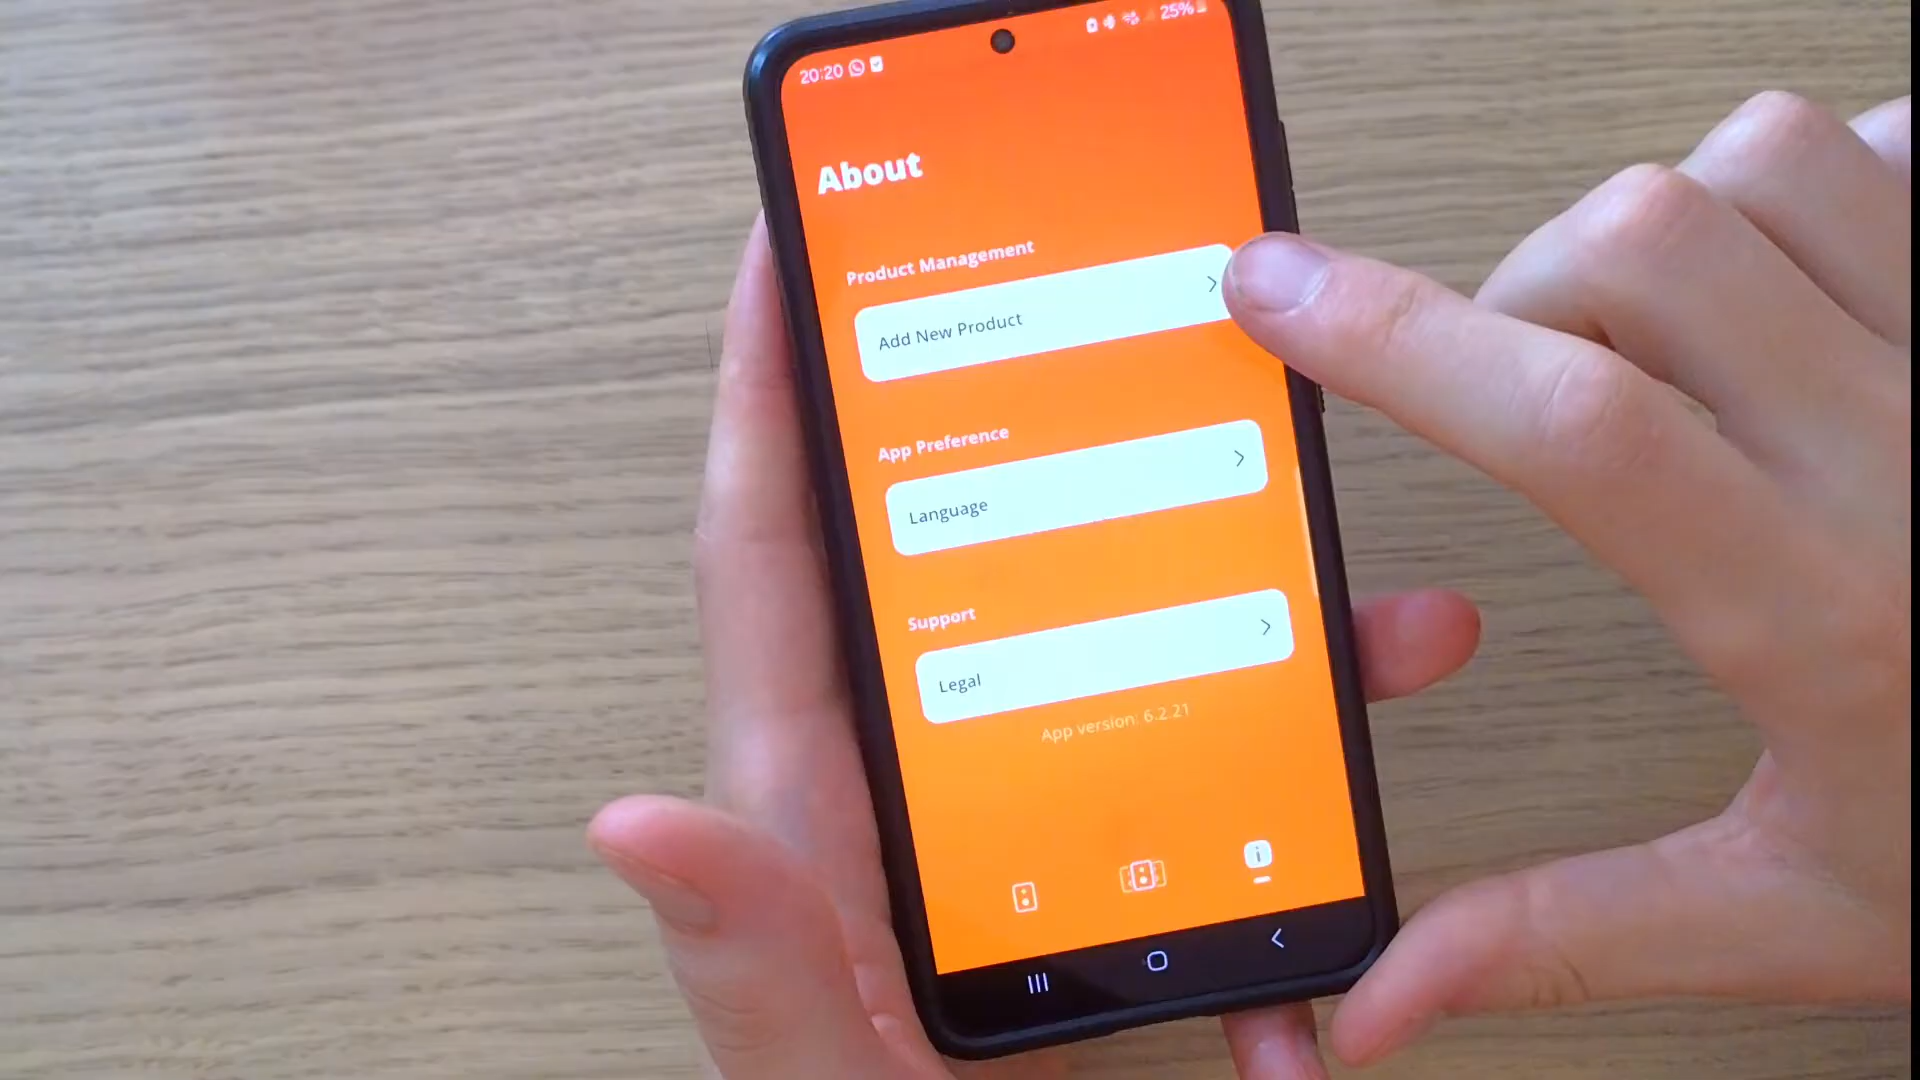 20:20
25%
About
Product Management
Add New Product
App Preference
Language
Support
Legal
App version: 6.2.21